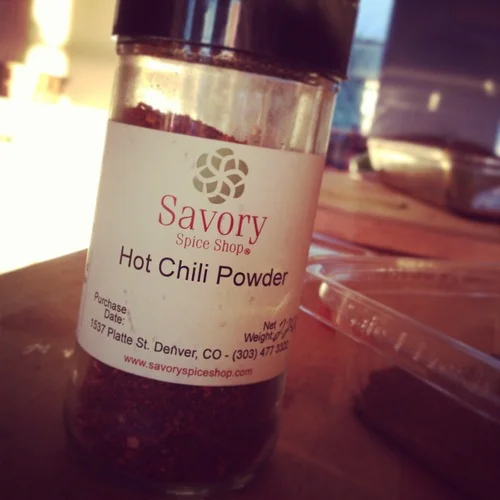 Savory
Spice Shop®
Hot Chili Powder
Purchase
Date:
Net
Weight:
1537 Platte St. Denver, CO - (303) 477 3322
www.savoryspiceshop.com